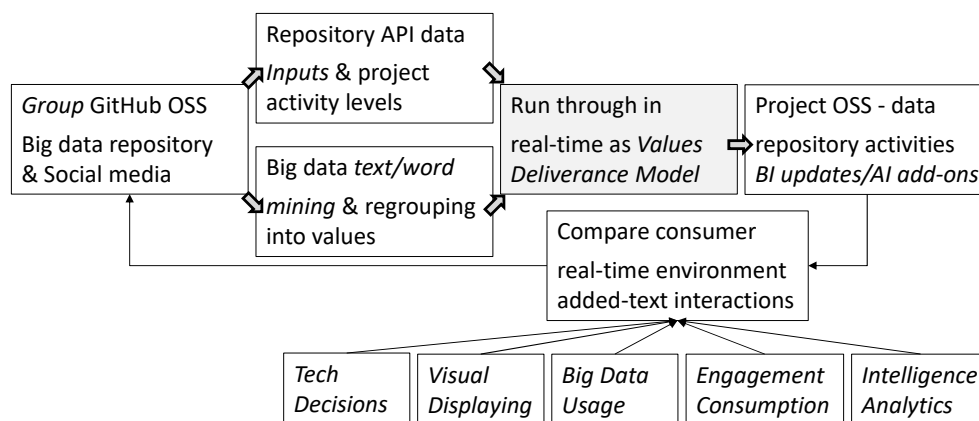 Repository API data
Inputs & project
activity levels
Group GitHub OSS
Big data repository
& Social media
Big data text/word
mining & regrouping
into values
Run through in
real-time as Values
Deliverance Model
Project OSS - data
repository activities
BI updates/AI add-ons
Compare consumer
real-time environment
added-text interactions
Tech
Decisions
Visual
Displaying
Big Data
Usage
Engagement
Consumption
Intelligence
Analytics